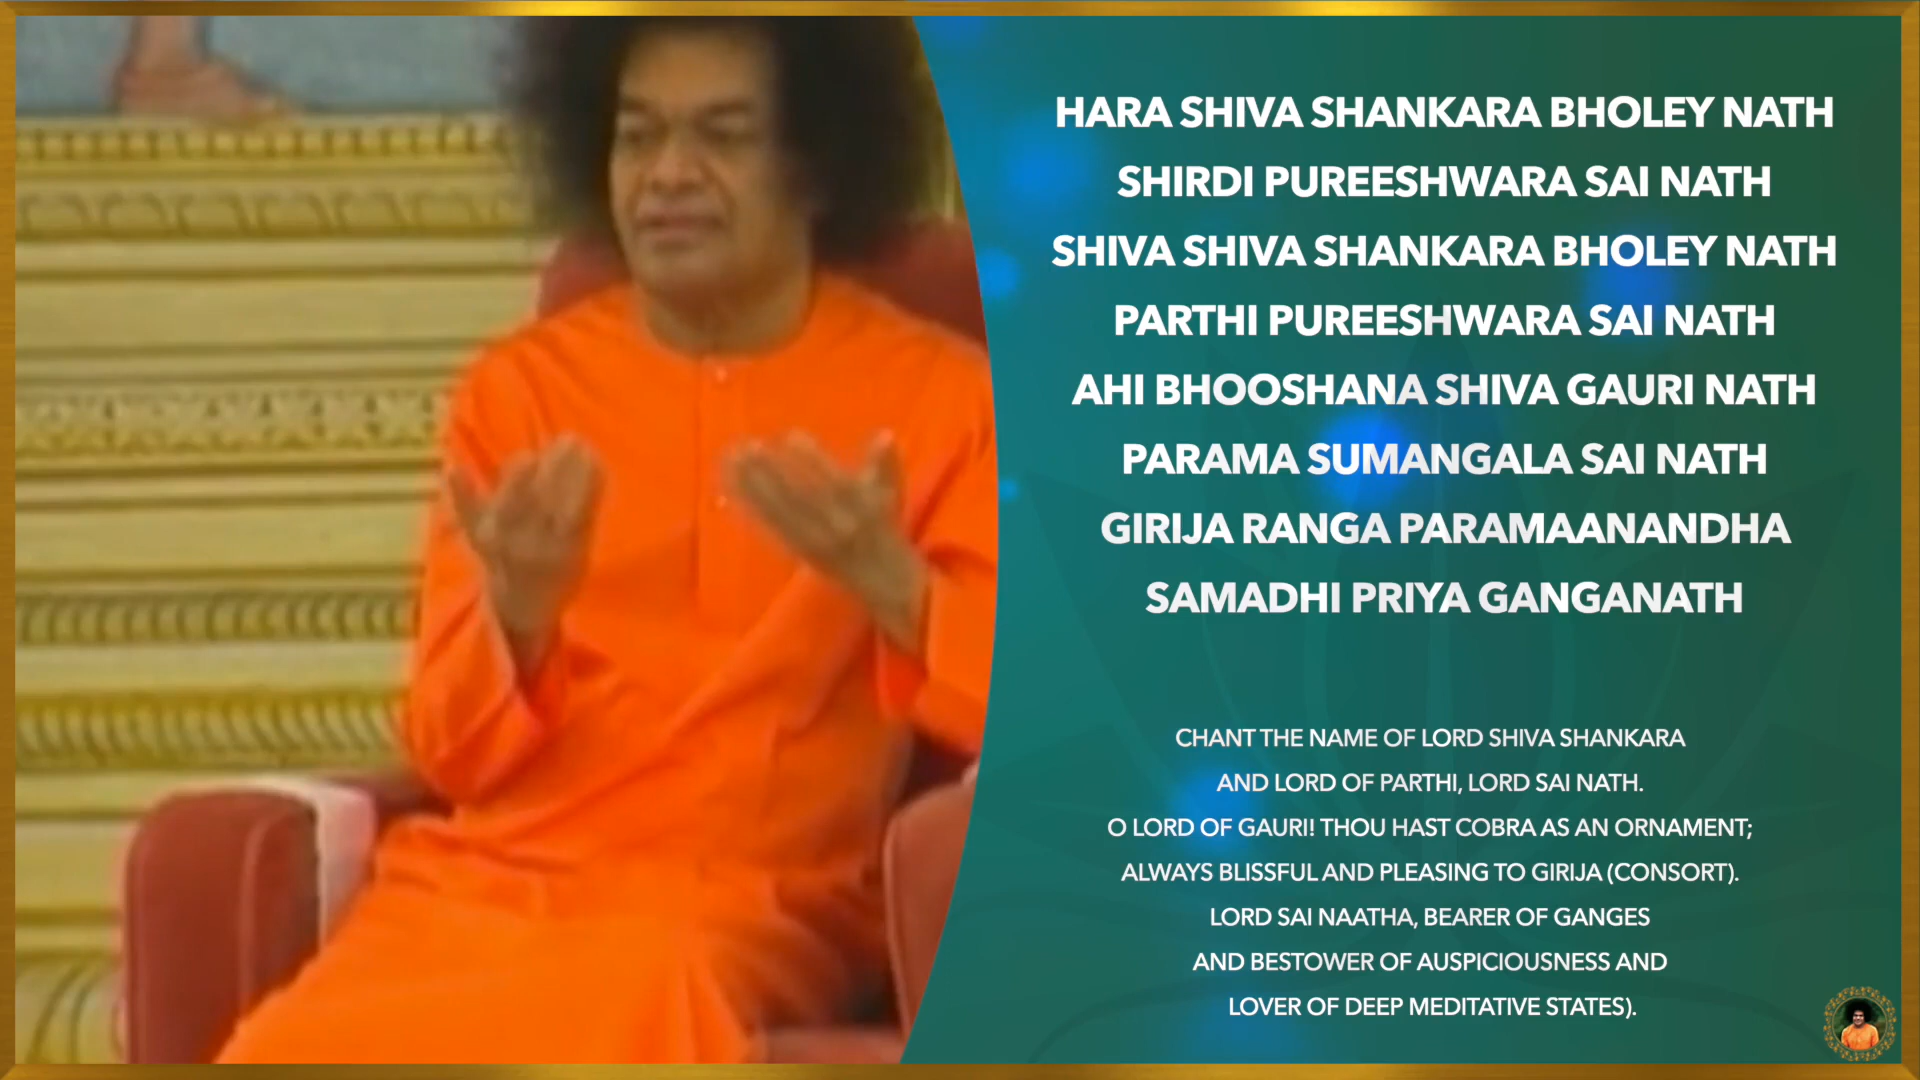 HARA SHIVA SHANKARA BHOLEY NATH
SHIRDI PUREESHWARA SAI NATH
SHIVA SHIVA SHANKARA BHOLEY NATH
PARTHI PUREESHWARA SAI NATH
AHI BHOOSHANA SHIVA GAURI NATH
PARAMA SUMANGALA SAI NATH
GIRIJA RANGA PARAMAANANDHA
SAMADHI PRIYA GANGANATH
CHANT THE NAME OF LORD SHIVA SHANKARA
AND LORD OF PARTHI, LORD SAI NATH.
O LORD OF GAURI! THOU HAST COBRA AS AN ORNAMENT;
ALWAYS BLISSFUL AND PLEASING TO GIRIJA (CONSORT).
LORD SAI NAATHA, BEARER OF GANGES
AND BESTOWER OF AUSPICIOUSNESS AND
LOVER OF DEEP MEDITATIVE STATES).